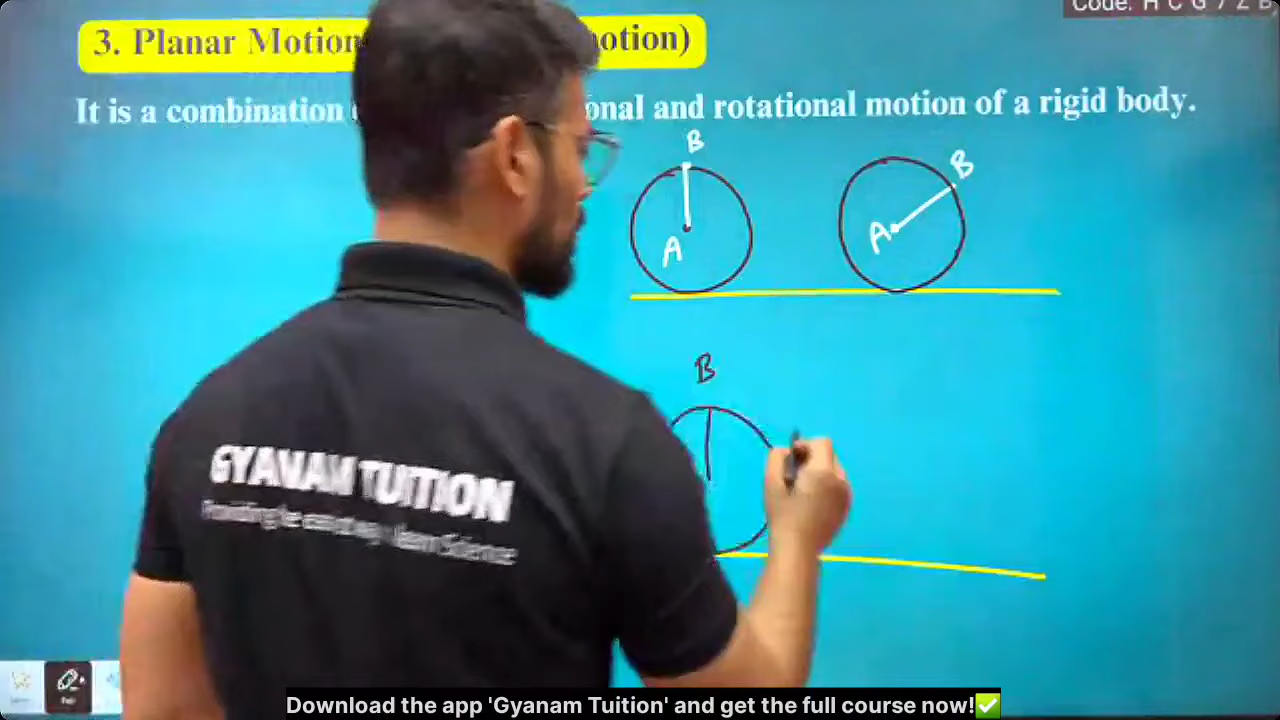 Code: H C G 7 Z B
3. Planar Motion otion)
It is a combination onal and rotational motion of a rigid body.
B
B
A
A
B
GYANAM TUITION
Download the app 'Gyanam Tuition' and get the full course now!✅